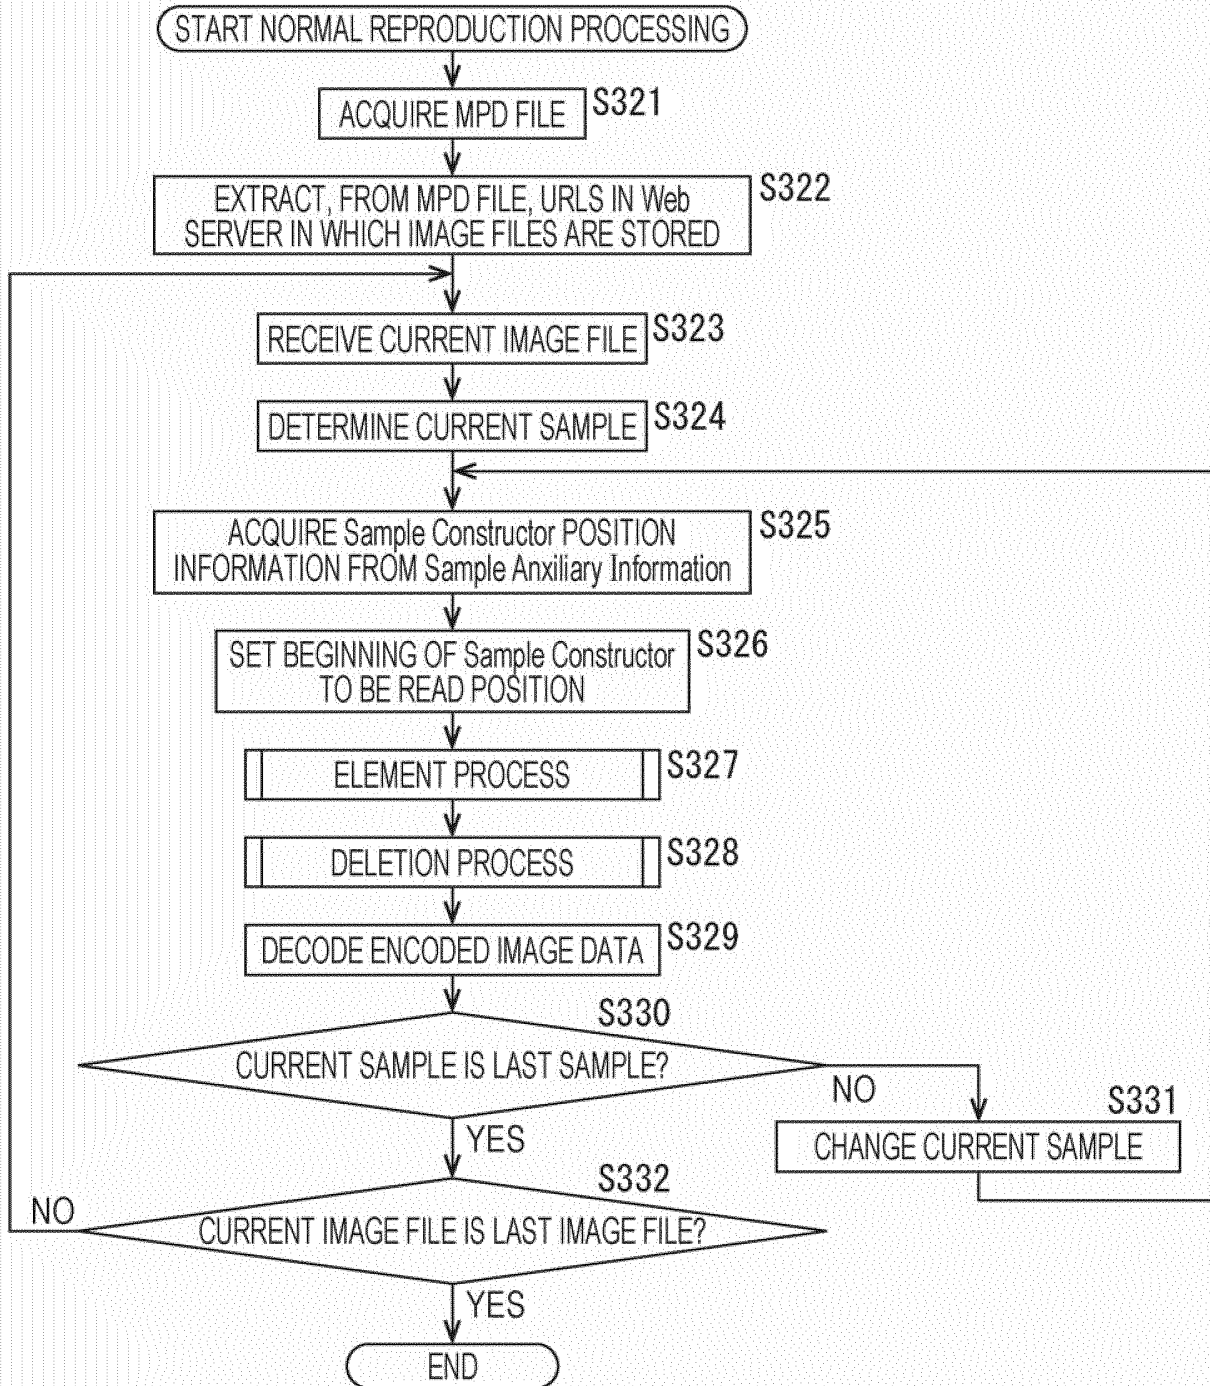 START NORMAL REPRODUCTION PROCESSING
ACQUIRE MPD FILE
S321
EXTRACT, FROM MPD FILE, URLS IN Web
SERVER IN WHICH IMAGE FILES ARE STORED
S322
RECEIVE CURRENT IMAGE FILE
S323
DETERMINE CURRENT SAMPLE
S324
ACQUIRE Sample Constructor POSITION
INFORMATION FROM Sample Anxiliary Information
S325
SET BEGINNING OF Sample Constructor
TO BE READ POSITION
S326
ELEMENT PROCESS
S327
DELETION PROCESS
S328
DECODE ENCODED IMAGE DATA
S329
S330
CURRENT SAMPLE IS LAST SAMPLE?
NO
S331
CHANGE CURRENT SAMPLE
YES
S332
NO
CURRENT IMAGE FILE IS LAST IMAGE FILE?
YES
END